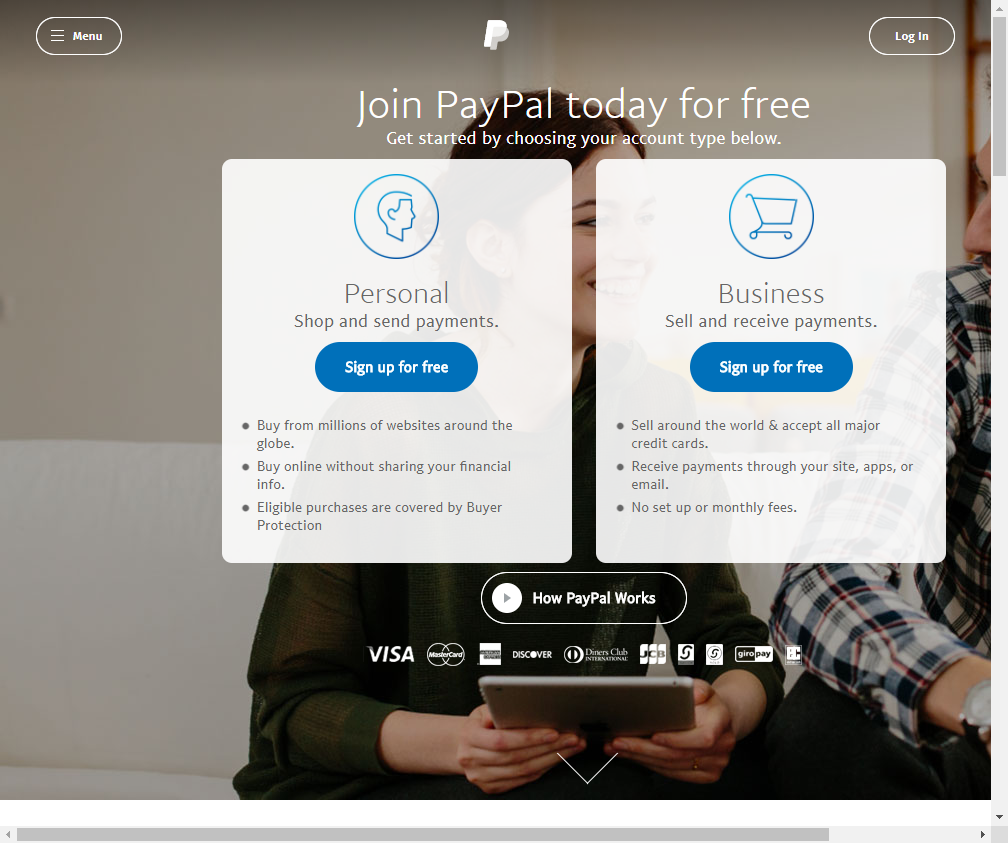 Menu
Log In
Join PayPal today for free
Get started by choosing your account type below.
Personal
Shop and send payments.
Sign up for free
Buy from millions of websites around the
globe.
Buy online without sharing your financial
info.
Eligible purchases are covered by Buyer
Protection
Business
Sell and receive payments.
Sign up for free
Sell around the world & accept all major
credit cards.
Receive payments through your site, apps, or
email.
No set up or monthly fees.
How PayPal Works
VISA
MasterCard
DISCOVER
Diners Club
INTERNATIONAL
JCB
giropay